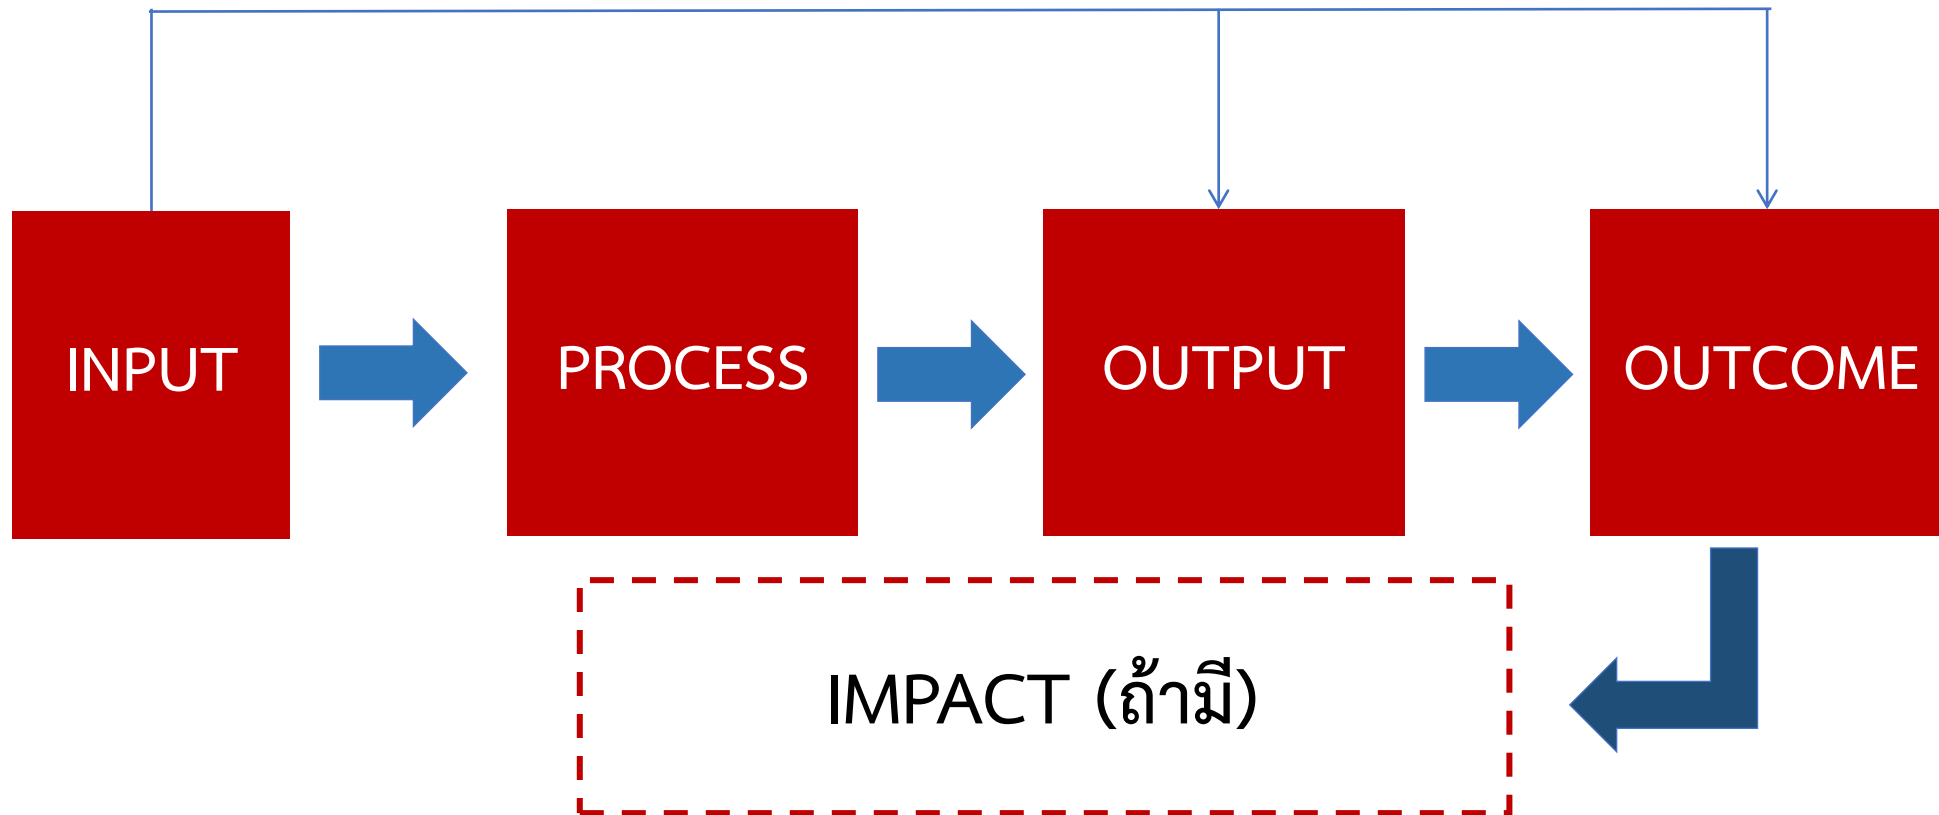 INPUT
PROCESS
OUTPUT
OUTCOME
IMPACT (ถ้ามี)